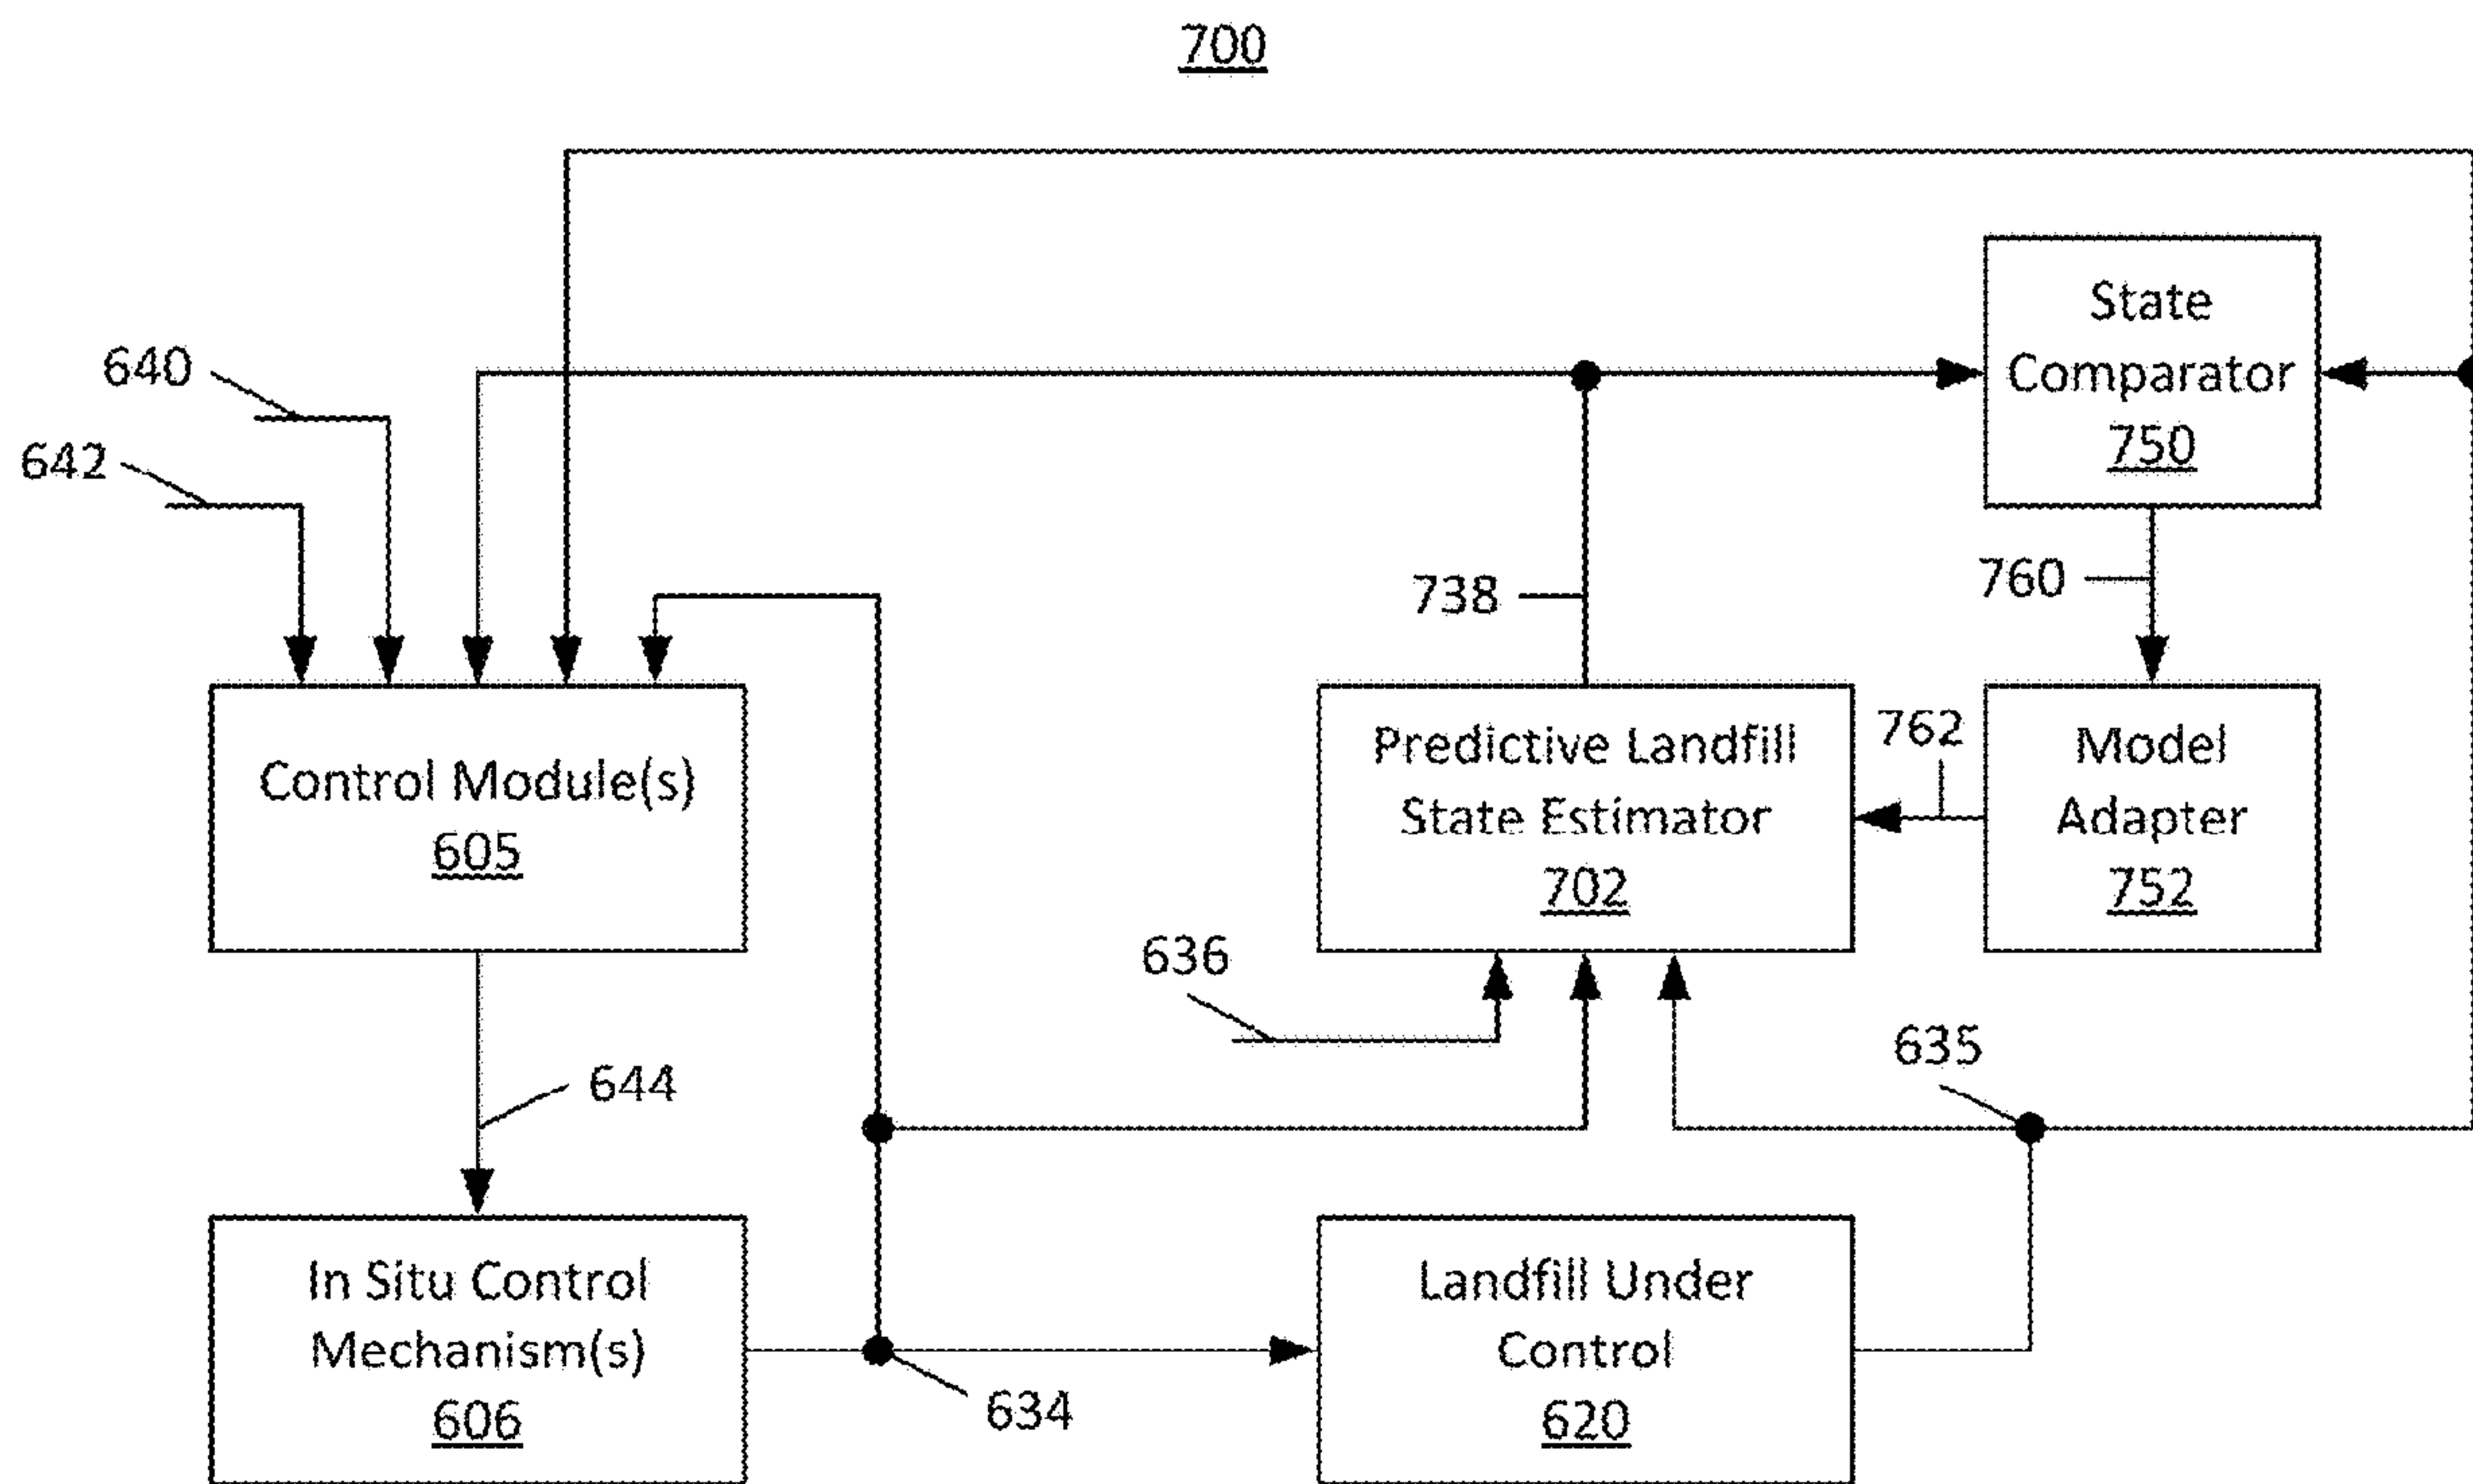 700
State
Comparator
750
640
642
738
760
Control Module(s)
605
Predictive Landfill
State Estimator
702
762
Model
Adapter
752
636
635
644
In Situ Control
Mechanism(s)
606
634
Landfill Under
Control
620